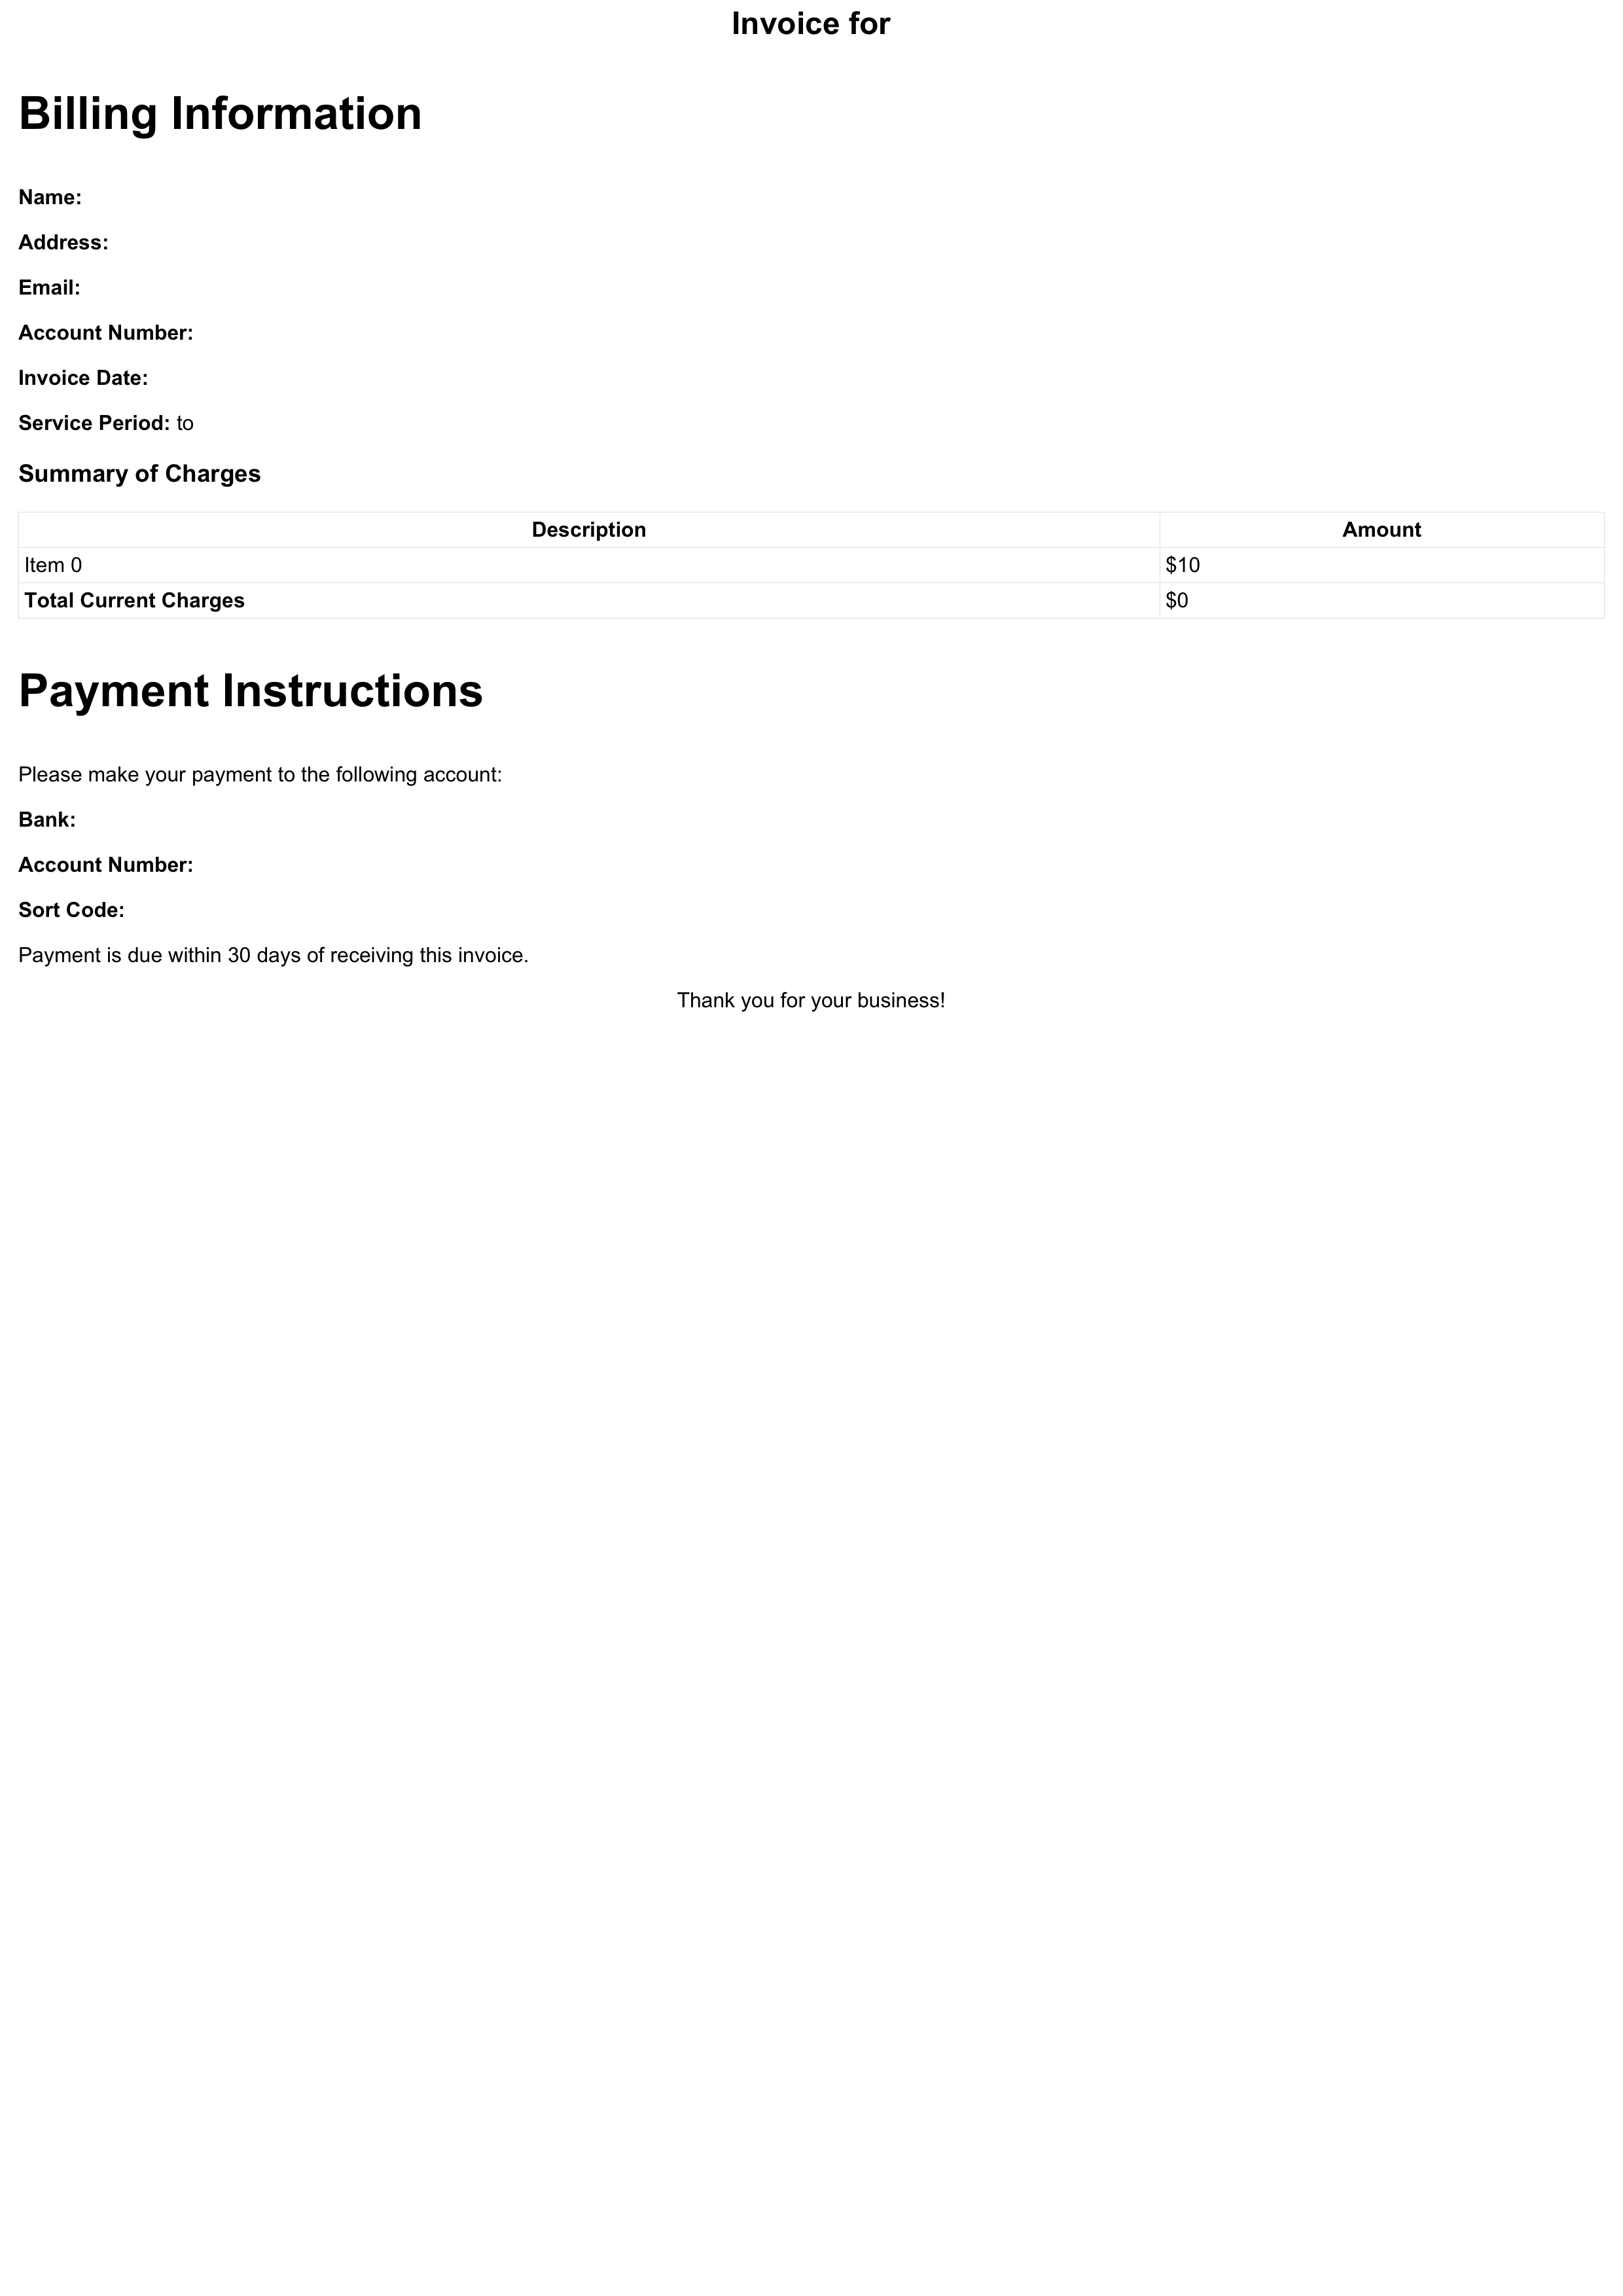 Invoice for
Billing Information
Name:
Address:
Email:
Account Number:
Invoice Date:
Service Period: to
Summary of Charges
Description Amount
Item 0 $10
Total Current Charges $0
Payment Instructions
Please make your payment to the following account:
Bank:
Account Number:
Sort Code:
Payment is due within 30 days of receiving this invoice.
Thank you for your business!